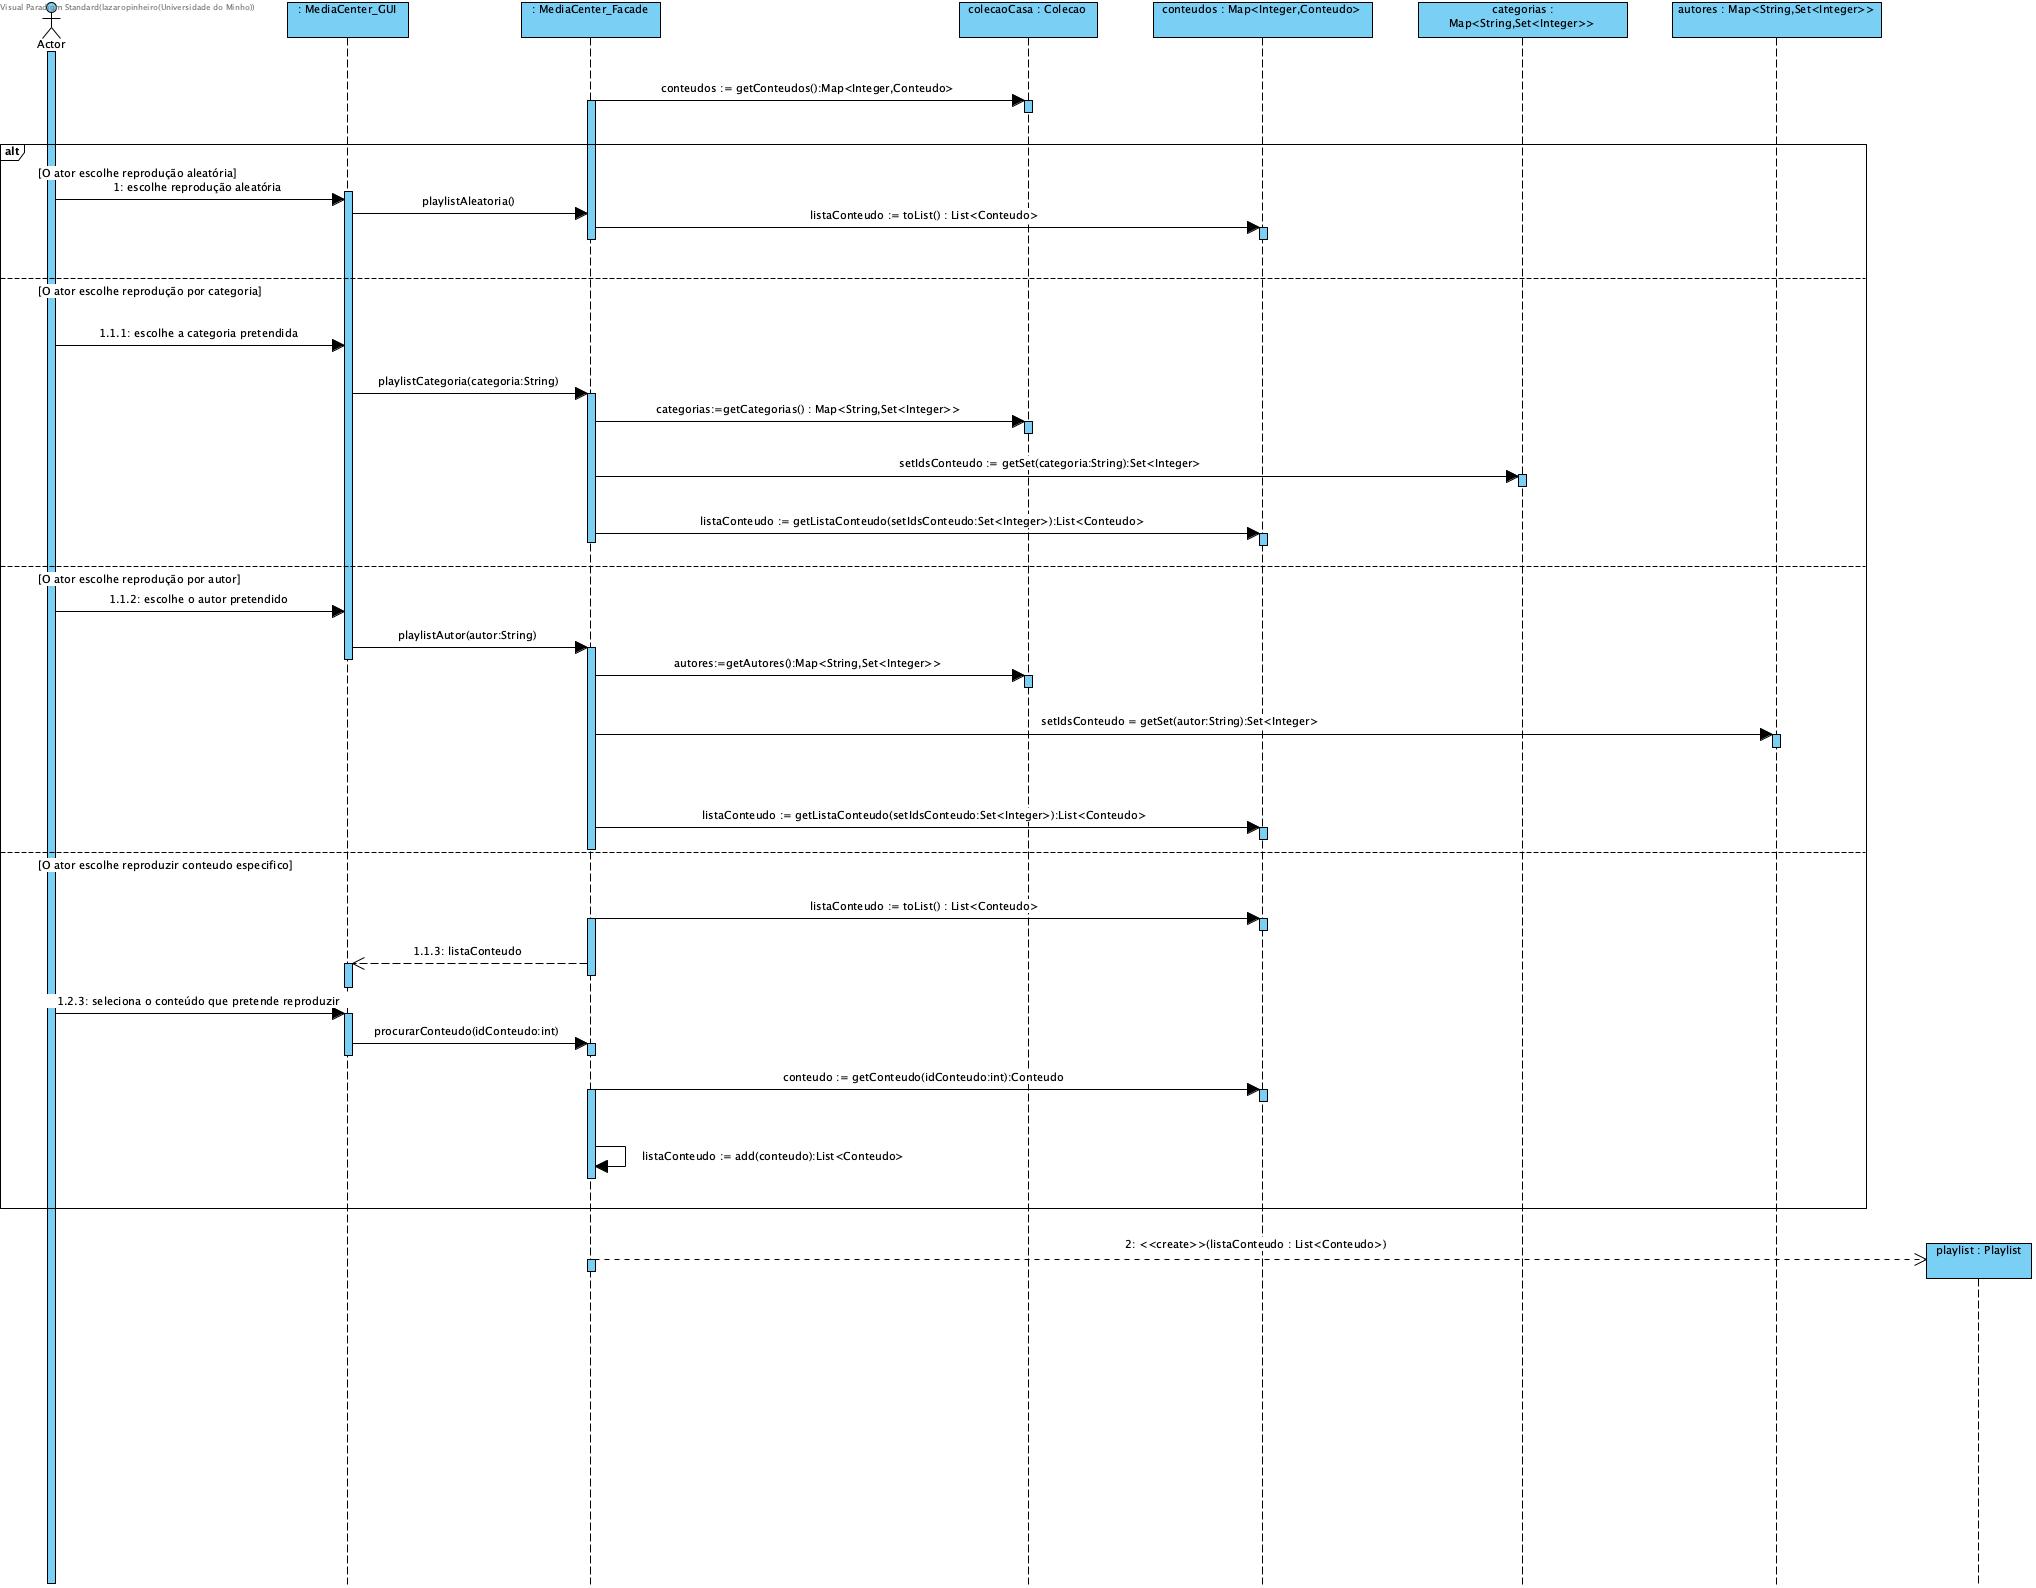 Visual Paradigm Standard(lazaropinheiro(Universidade do Minho))
Actor
: MediaCenter_GUI
: MediaCenter_Facade
colecaoCasa : Colecao
conteudos : Map<Integer,Conteudo>
categorias :
Map<String,Set<Integer>>
autores : Map<String,Set<Integer>>
conteudos := getConteudos():Map<Integer,Conteudo>
alt
[O ator escolhe reprodução aleatória]
1: escolhe reprodução aleatória
playlistAleatoria()
listaConteudo := toList() : List<Conteudo>
[O ator escolhe reprodução por categoria]
1.1.1: escolhe a categoria pretendida
playlistCategoria(categoria:String)
categorias:=getCategorias() : Map<String,Set<Integer>>
setIdsConteudo := getSet(categoria:String):Set<Integer>
listaConteudo := getListaConteudo(setIdsConteudo:Set<Integer>):List<Conteudo>
[O ator escolhe reprodução por autor]
1.1.2: escolhe o autor pretendido
playlistAutor(autor:String)
autores:=getAutores():Map<String,Set<Integer>>
setIdsConteudo = getSet(autor:String):Set<Integer>
listaConteudo := getListaConteudo(setIdsConteudo:Set<Integer>):List<Conteudo>
[O ator escolhe reproduzir conteudo especifico]
listaConteudo := toList() : List<Conteudo>
1.1.3: listaConteudo
1.2.3: seleciona o conteúdo que pretende reproduzir
procurarConteudo(idConteudo:int)
conteudo := getConteudo(idConteudo:int):Conteudo
listaConteudo := add(conteudo):List<Conteudo>
2: <<create>>(listaConteudo : List<Conteudo>)
playlist : Playlist